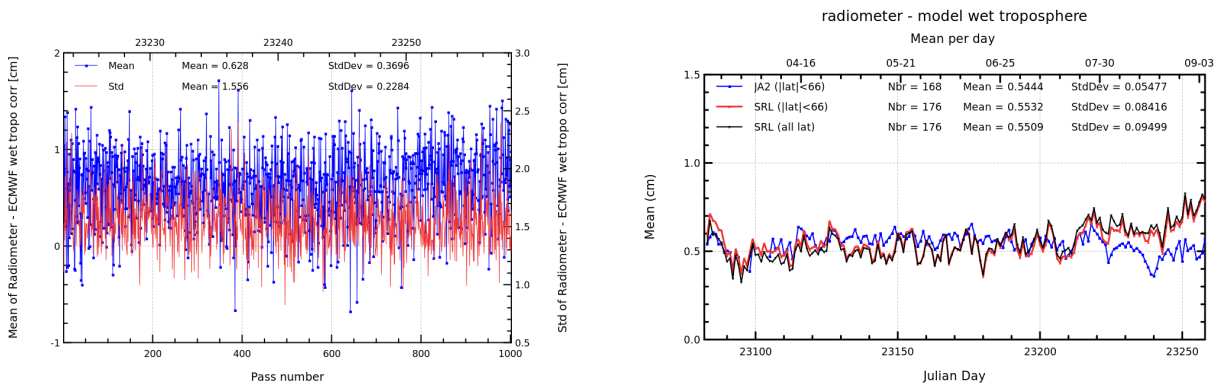 23230 23240 23250
Mean Mean = 0.628 StdDev = 0.3696
Std Mean = 1.556 StdDev = 0.2284
2
1
0
-1
3.0
2.5
2.0
1.5
1.0
0.5
200 400 600 800 1000
Pass number
Mean of Radiometer - ECMWF wet tropo corr [cm]
Std of Radiometer - ECMWF wet tropo corr [cm]
radiometer - model wet troposphere
Mean per day
04-16 05-21 06-25 07-30 09-03
JA2 (|lat|<66) Nbr = 168 Mean = 0.5444 StdDev = 0.05477
SRL (|lat|<66) Nbr = 176 Mean = 0.5532 StdDev = 0.08416
SRL (all lat) Nbr = 176 Mean = 0.5509 StdDev = 0.09499
1.5
1.0
0.5
0.0
Mean (cm)
23100 23150 23200 23250
Julian Day